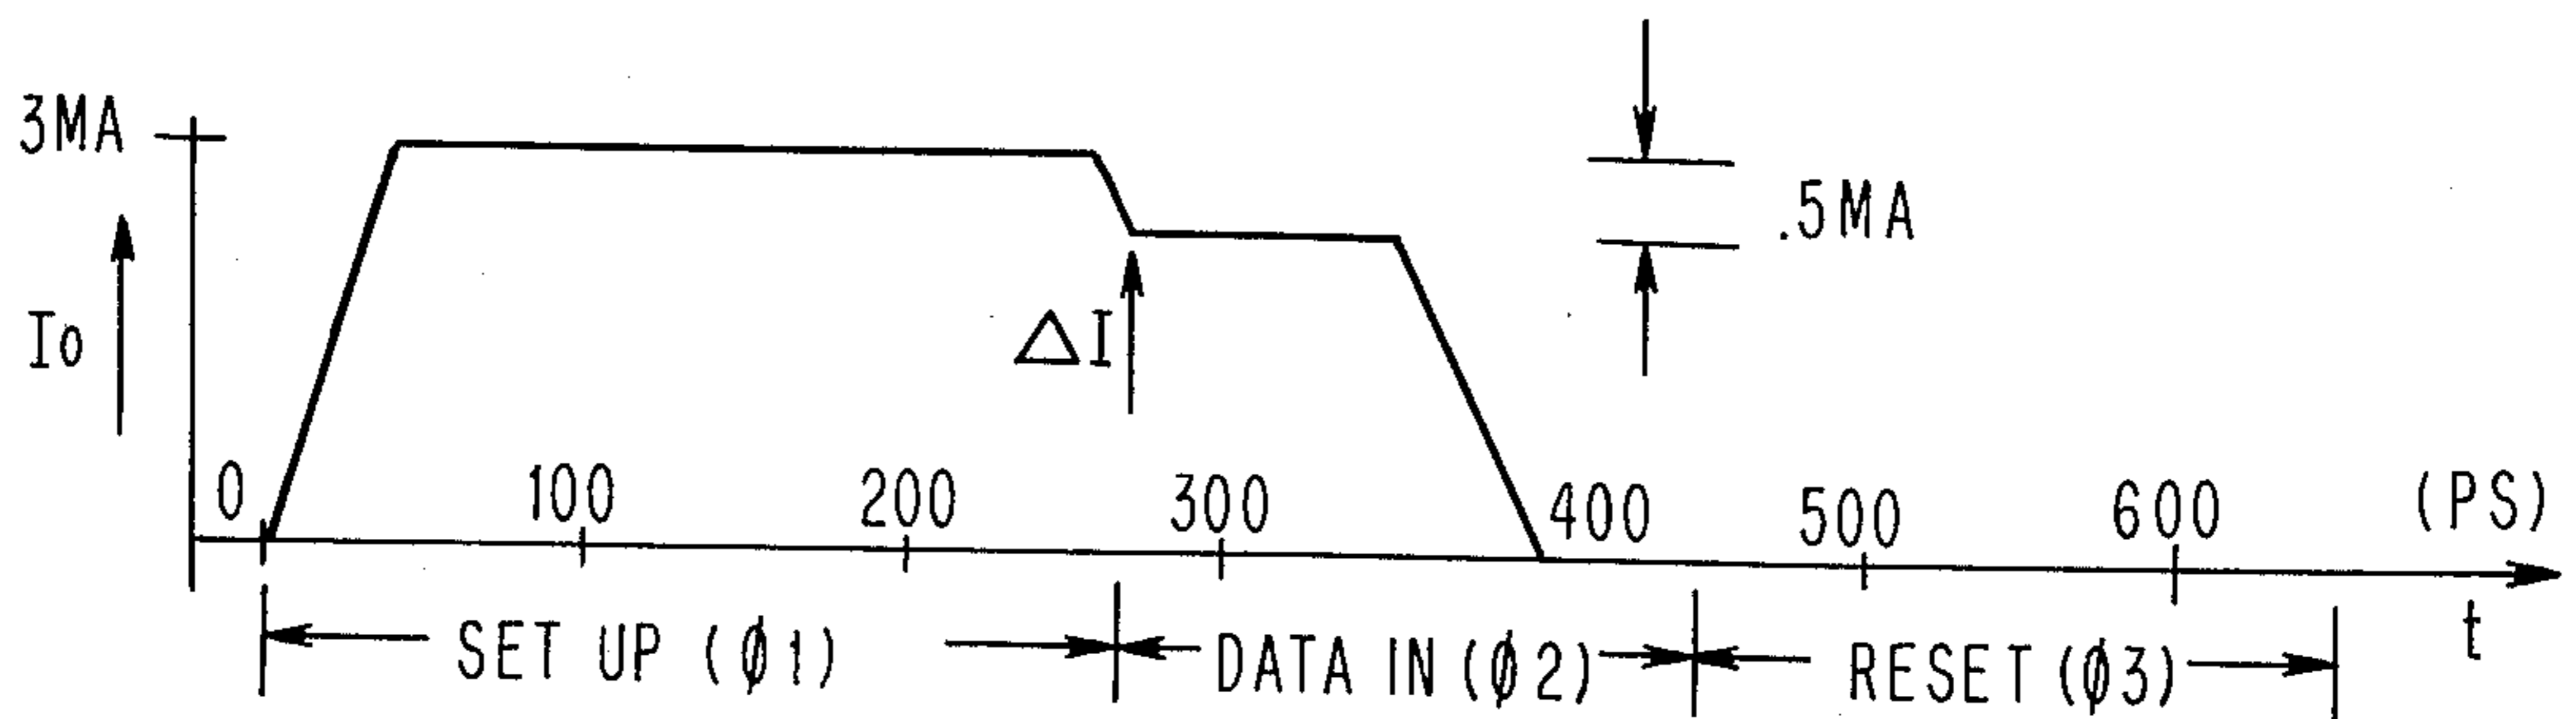 3MA
.5MA
Io
ΔI
0 100 200 300 400 500 600 (PS)
t
SET UP (ϕ1) DATA IN (ϕ2) RESET (ϕ3)